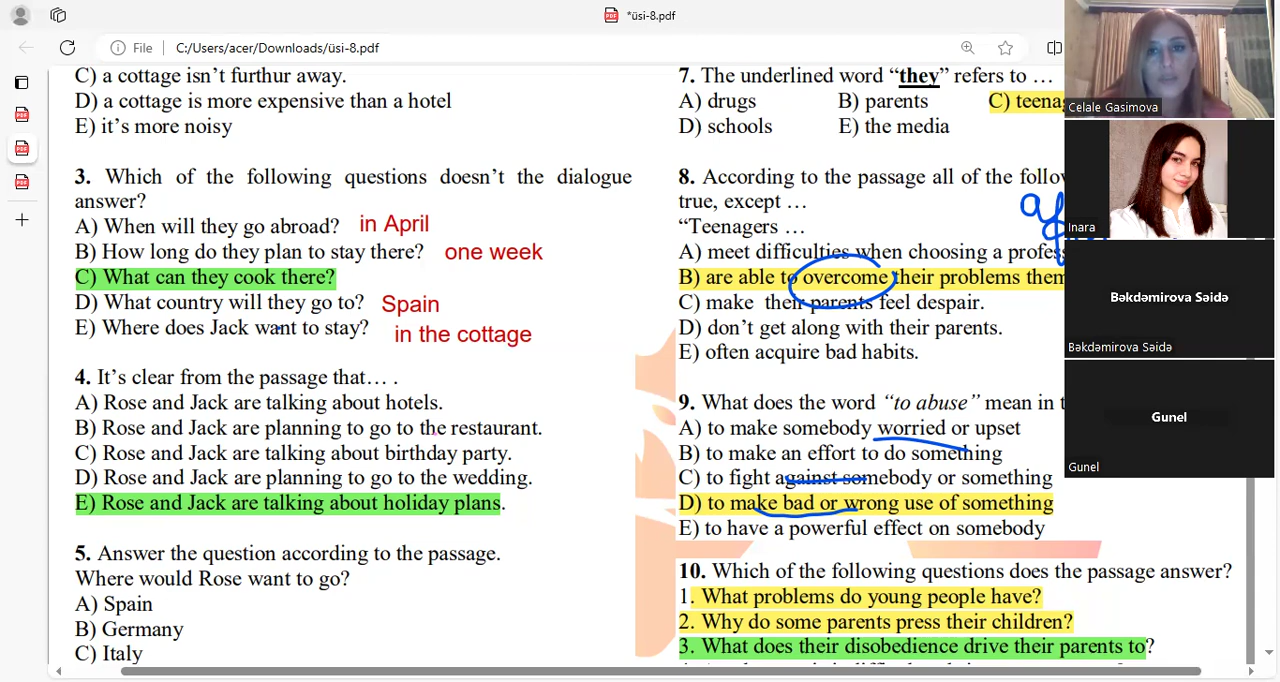 *üsi-8.pdf
File C:/Users/acer/Downloads/üsi-8.pdf
C) a cottage isn't furthur away.
D) a cottage is more expensive than a hotel
E) it's more noisy
3. Which of the following questions doesn't the dialogue
answer?
A) When will they go abroad? in April
B) How long do they plan to stay there? one week
C) What can they cook there?
D) What country will they go to? Spain
E) Where does Jack want to stay? in the cottage
4. It's clear from the passage that… .
A) Rose and Jack are talking about hotels.
B) Rose and Jack are planning to go to the restaurant.
C) Rose and Jack are talking about birthday party.
D) Rose and Jack are planning to go to the wedding.
E) Rose and Jack are talking about holiday plans.
5. Answer the question according to the passage.
Where would Rose want to go?
A) Spain
B) Germany
C) Italy
7. The underlined word “they” refers to …
A) drugs B) parents C) teenag
D) schools E) the media
8. According to the passage all of the follow
true, except …
“Teenagers …
A) meet difficulties when choosing a profess
B) are able to overcome their problems them
C) make their parents feel despair.
D) don't get along with their parents.
E) often acquire bad habits.
9. What does the word “to abuse” mean in t
A) to make somebody worried or upset
B) to make an effort to do something
C) to fight against somebody or something
D) to make bad or wrong use of something
E) to have a powerful effect on somebody
10. Which of the following questions does the passage answer?
1. What problems do young people have?
2. Why do some parents press their children?
3. What does their disobedience drive their parents to?
Celale Gasimova
Inara
Bəkdəmirova Səidə
Bəkdəmirova Səidə
Gunel
Gunel